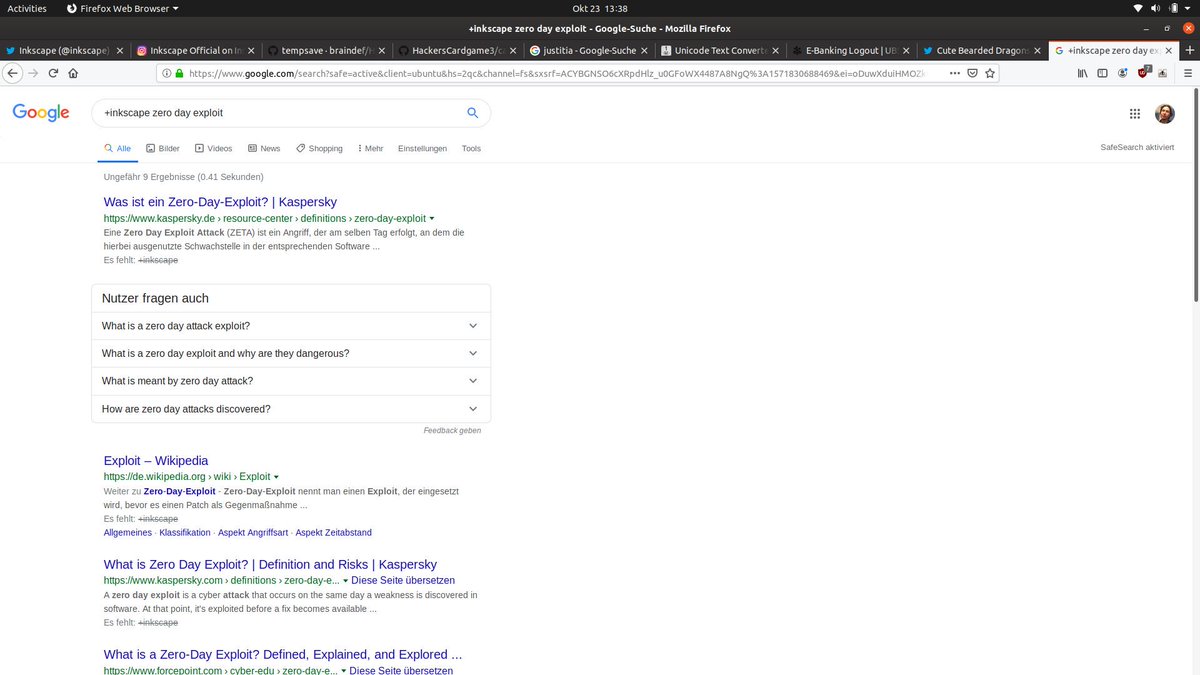 Activities Firefox Web Browser Okt 23 13:38
+inkscape zero day exploit - Google-Suche - Mozilla Firefox
Inkscape (@inkscape) Inkscape Official on In tempsave · braindef/H HackersCardgame3/ca justitia - Google-Suche Unicode Text Converte E-Banking Logout | UB Cute Bearded Dragons +inkscape zero day ex
https://www.google.com/search?safe=active&client=ubuntu&hs=2qc&channel=fs&sxsrf=
Google
+inkscape zero day exploit
Alle Bilder Videos News Shopping Mehr Einstellungen Tools SafeSearch aktiviert
Ungefähr 9 Ergebnisse (0.41 Sekunden)
Was ist ein Zero-Day-Exploit? | Kaspersky
https://www.kaspersky.de › resource-center › definitions › zero-day-exploit
Eine Zero Day Exploit Attack (ZETA) ist ein Angriff, der am selben Tag erfolgt, an dem die
hierbei ausgenutzte Schwachstelle in der entsprechenden Software ...
Es fehlt: +inkscape
Nutzer fragen auch
What is a zero day attack exploit?
What is a zero day exploit and why are they dangerous?
What is meant by zero day attack?
How are zero day attacks discovered?
Feedback geben
Exploit – Wikipedia
https://de.wikipedia.org › wiki › Exploit
Weiter zu Zero-Day-Exploit - Zero-Day-Exploit nennt man einen Exploit, der eingesetzt
wird, bevor es einen Patch als Gegenmaßnahme ...
Es fehlt: +inkscape
Allgemeines · Klassifikation · Aspekt Angriffsart · Aspekt Zeitabstand
What is Zero Day Exploit? | Definition and Risks | Kaspersky
https://www.kaspersky.com › definitions › zero-day-e... Diese Seite übersetzen
A zero day exploit is a cyber attack that occurs on the same day a weakness is discovered in
software. At that point, it's exploited before a fix becomes available ...
Es fehlt: +inkscape
What is a Zero-Day Exploit? Defined, Explained, and Explored ...
https://www.forcepoint.com › cyber-edu › zero-day-e... Diese Seite übersetzen